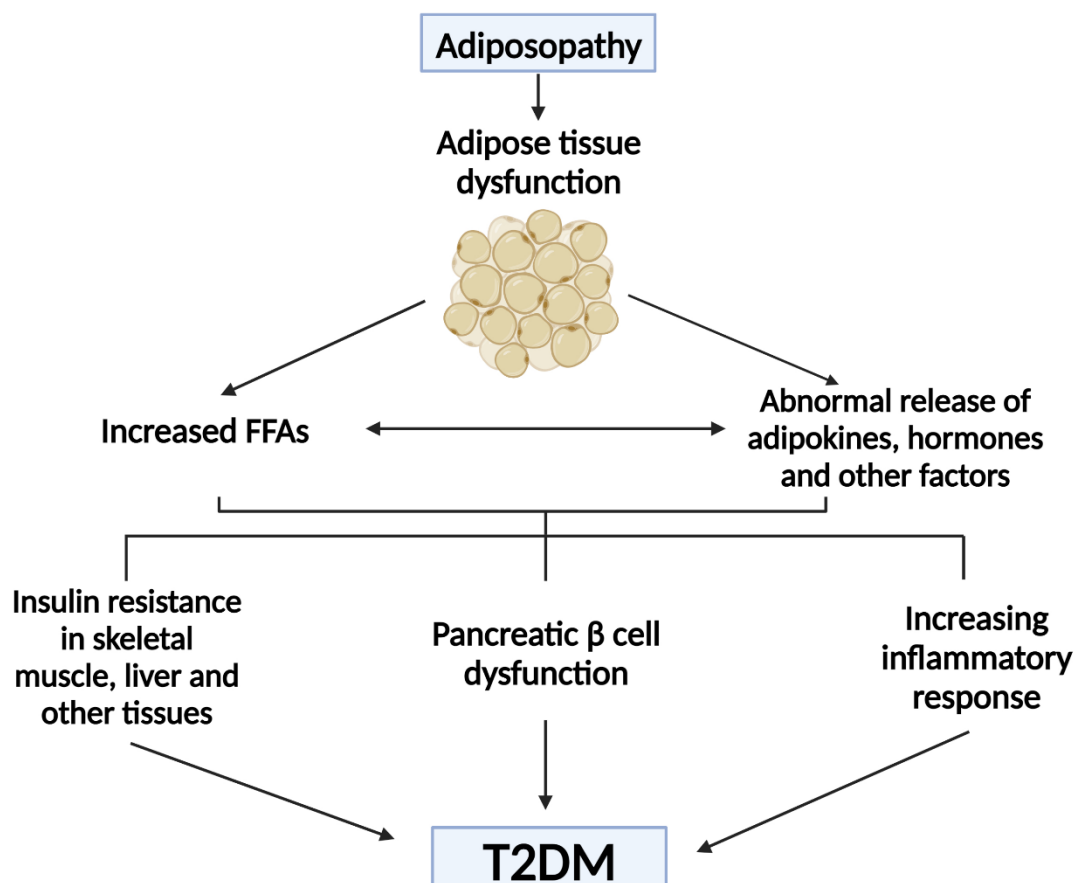 Adiposopathy
Adipose tissue
dysfunction
Increased FFAs
Abnormal release of
adipokines, hormones
and other factors
Insulin resistance
in skeletal
muscle, liver and
other tissues
Pancreatic β cell
dysfunction
Increasing
inflammatory
response
T2DM